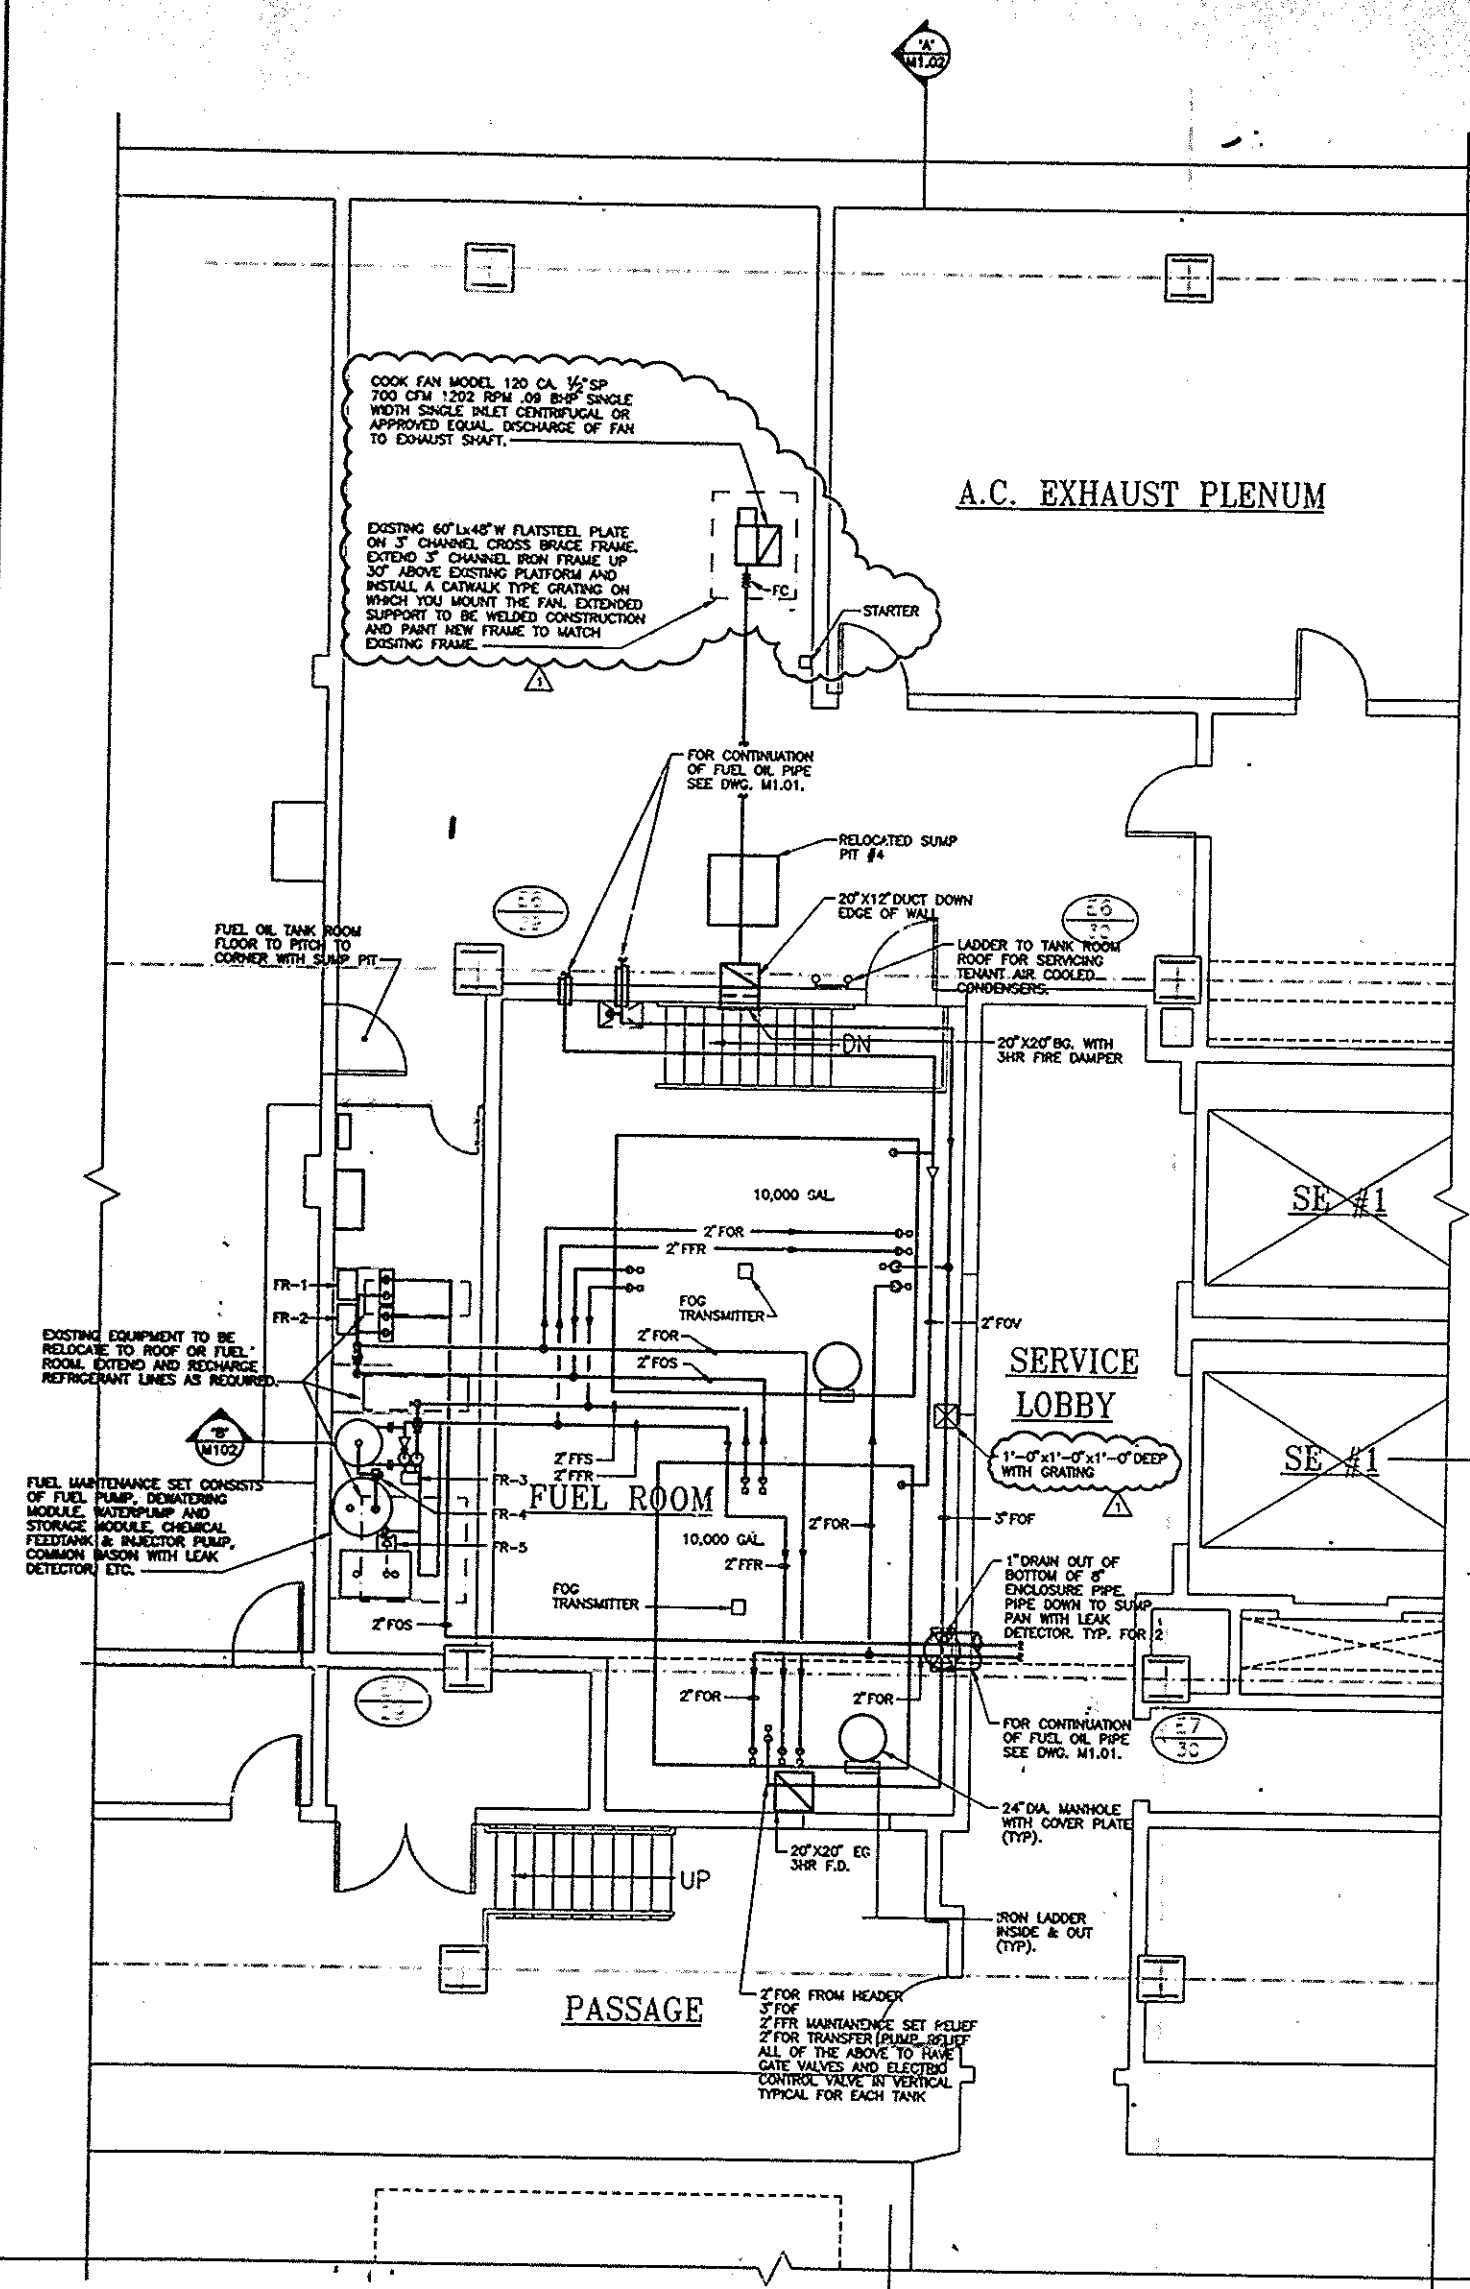 "A"
M1.02
COOK FAN MODEL 120 CA. ½" SP
700 CFM 1202 RPM .09 BHP SINGLE
WIDTH SINGLE INLET CENTRIFUGAL OR
APPROVED EQUAL. DISCHARGE OF FAN
TO EXHAUST SHAFT.
A.C. EXHAUST PLENUM
EXISTING 60"Lx48"W FLATSTEEL PLATE
ON 3" CHANNEL CROSS BRACE FRAME.
EXTEND 3" CHANNEL IRON FRAME UP
30" ABOVE EXISTING PLATFORM AND
INSTALL A CATWALK TYPE GRATING ON
WHICH YOU MOUNT THE FAN. EXTENDED
SUPPORT TO BE WELDED CONSTRUCTION
AND PAINT NEW FRAME TO MATCH
EXISITNG FRAME.
FC
STARTER
1
FOR CONTINUATION
OF FUEL OIL PIPE
SEE DWG. M1.01.
RELOCATED SUMP
PIT #4
20"X12" DUCT DOWN
EDGE OF WALL
E6
29
E6
30
FUEL OIL TANK ROOM
FLOOR TO PITCH TO
CORNER WITH SUMP PIT
LADDER TO TANK ROOM
ROOF FOR SERVICING
TENANT AIR COOLED
CONDENSERS.
DN
20"X20" BG. WITH
3HR FIRE DAMPER
10,000 GAL.
SE #1
2"FOR
2"FFR
FR-1
FR-2
FOG
TRANSMITTER
2"FOR
2"FOS
2"FOV
EXISTING EQUIPMENT TO BE
RELOCATE TO ROOF OR FUEL
ROOM. EXTEND AND RECHARGE
REFRIGERANT LINES AS REQUIRED.
SERVICE
LOBBY
"B"
M102
1'-0"x1'-0"x1'-0" DEEP
WITH GRATING
1
SE #1
2"FFS
2"FFR
FUEL MAINTENANCE SET CONSISTS
OF FUEL PUMP, DEWATERING
MODULE, WATERPUMP AND
STORAGE MODULE, CHEMICAL
FEEDTANK & INJECTOR PUMP,
COMMON BASON WITH LEAK
DETECTOR, ETC.
FR-3
FR-4
FR-5
FUEL ROOM
10,000 GAL.
2"FOR
2"FFR
3"FOF
FOG
TRANSMITTER
2"FOS
1" DRAIN OUT OF
BOTTOM OF 8"
ENCLOSURE PIPE.
PIPE DOWN TO SUMP
PAN WITH LEAK
DETECTOR. TYP. FOR 2
2"FOR
2"FOR
E7
29
FOR CONTINUATION
OF FUEL OIL PIPE
SEE DWG. M1.01.
E7
30
24" DIA. MANHOLE
WITH COVER PLATE
(TYP).
20"X20" EG
3HR F.D.
UP
IRON LADDER
INSIDE & OUT
(TYP).
PASSAGE
2"FOR FROM HEADER
3"FOF
2"FFR MAINTANENCE SET RELIEF
2"FOR TRANSFER PUMP RELIEF
ALL OF THE ABOVE TO HAVE
GATE VALVES AND ELECTRIC
CONTROL VALVE IN VERTICAL
TYPICAL FOR EACH TANK